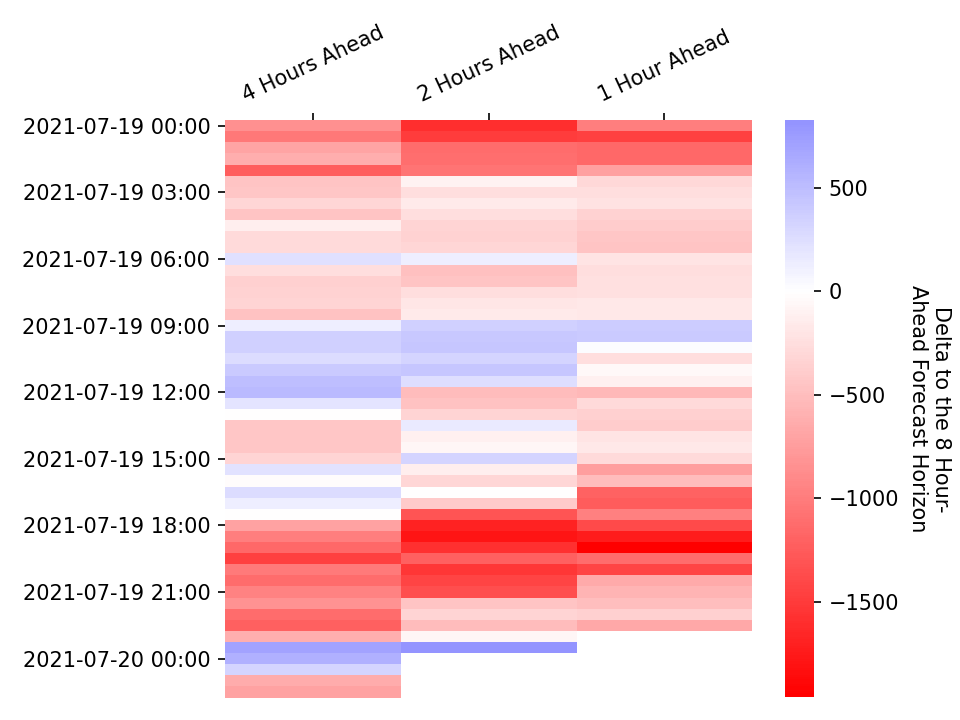 4 Hours Ahead
2 Hours Ahead
1 Hour Ahead
2021-07-19 00:00
2021-07-19 03:00
2021-07-19 06:00
2021-07-19 09:00
2021-07-19 12:00
2021-07-19 15:00
2021-07-19 18:00
2021-07-19 21:00
2021-07-20 00:00
500
0
−500
−1000
−1500
Delta to the 8 Hour-
Ahead Forecast Horizon